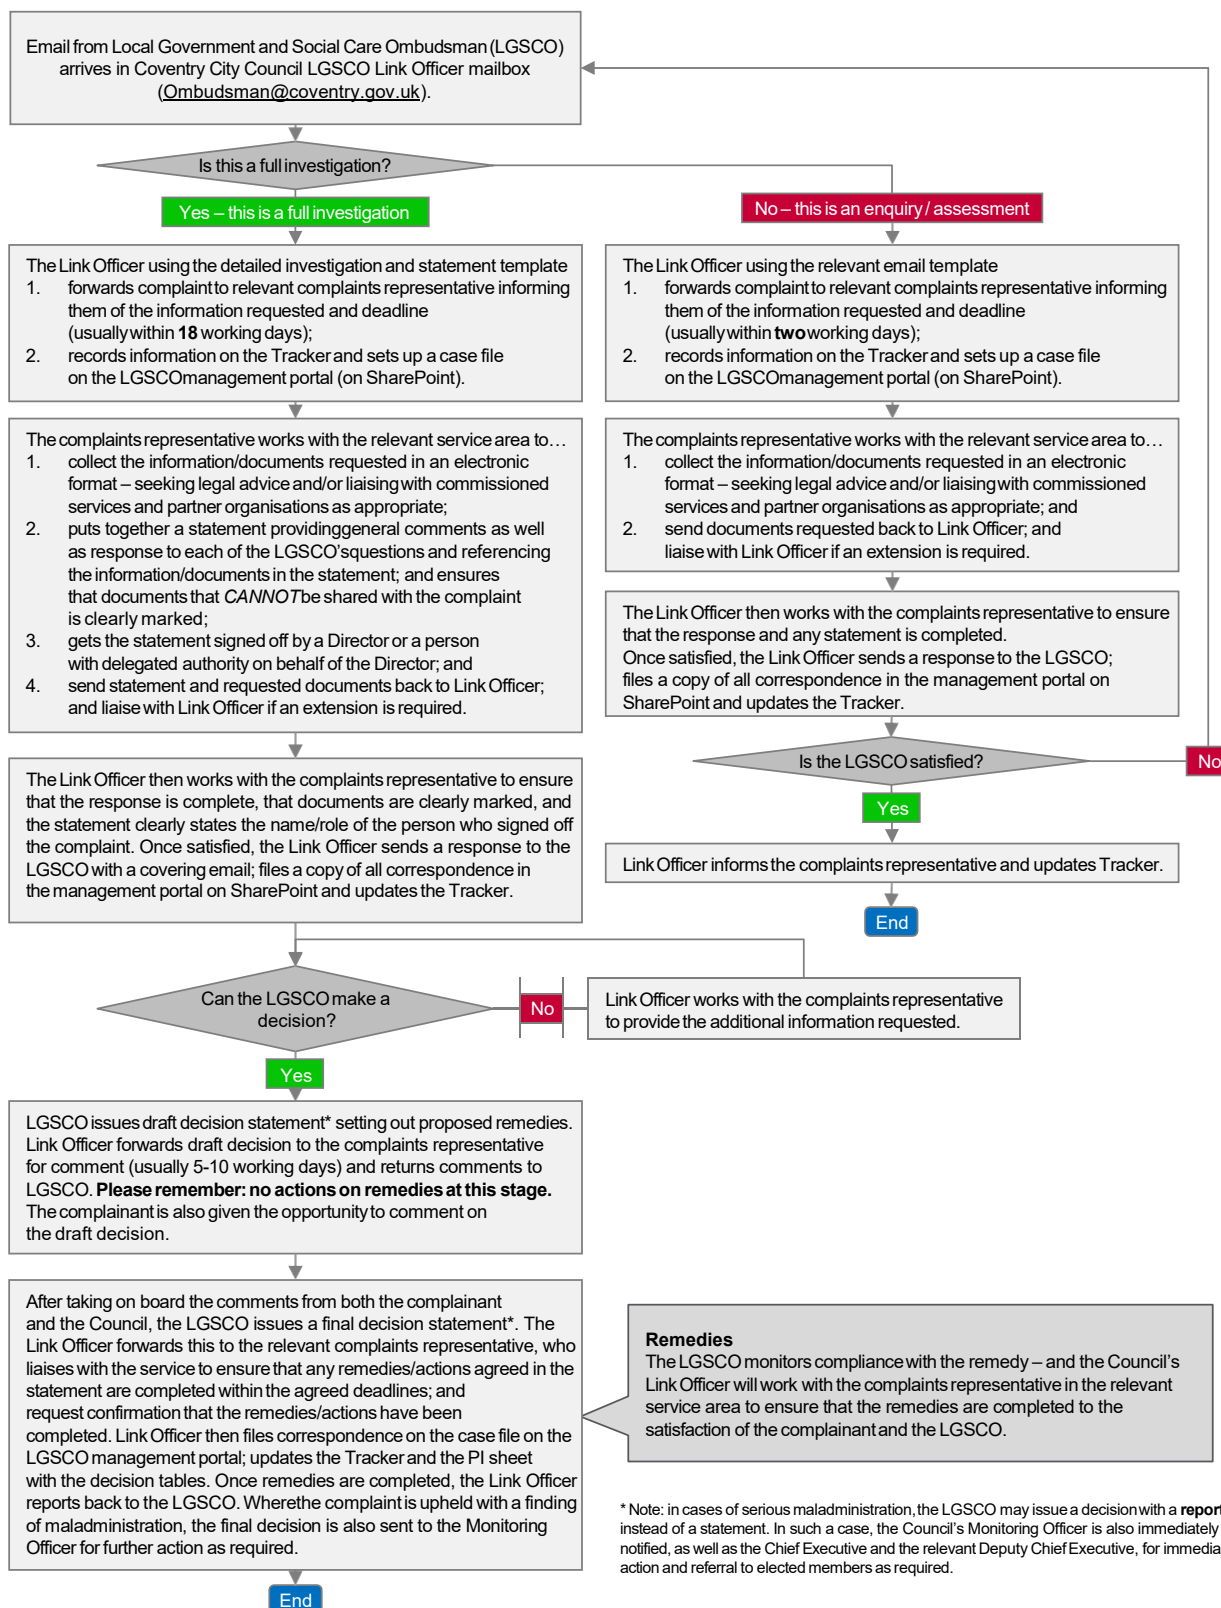 Email from Local Government and Social Care Ombudsman (LGSCO)
arrives in Coventry City Council LGSCO Link Officer mailbox
(Ombudsman@coventry.gov.uk).
Is this a full investigation?
Yes – this is a full investigation
No – this is an enquiry / assessment
The Link Officer using the detailed investigation and statement template
1. forwards complaint to relevant complaints representative informing
them of the information requested and deadline
(usually within 18 working days);
2. records information on the Tracker and sets up a case file
on the LGSCO management portal (on SharePoint).
The Link Officer using the relevant email template
1. forwards complaint to relevant complaints representative informing
them of the information requested and deadline
(usually within two working days);
2. records information on the Tracker and sets up a case file
on the LGSCO management portal (on SharePoint).
The complaints representative works with the relevant service area to…
1. collect the information/documents requested in an electronic
format – seeking legal advice and/or liaising with commissioned
services and partner organisations as appropriate;
2. puts together a statement providing general comments as well
as response to each of the LGSCO's questions and referencing
the information/documents in the statement; and ensures
that documents that CANNOT be shared with the complaint
is clearly marked;
3. gets the statement signed off by a Director or a person
with delegated authority on behalf of the Director; and
4. send statement and requested documents back to Link Officer;
and liaise with Link Officer if an extension is required.
The complaints representative works with the relevant service area to…
1. collect the information/documents requested in an electronic
format – seeking legal advice and/or liaising with commissioned
services and partner organisations as appropriate; and
2. send documents requested back to Link Officer; and
liaise with Link Officer if an extension is required.
The Link Officer then works with the complaints representative to ensure
that the response and any statement is completed.
Once satisfied, the Link Officer sends a response to the LGSCO;
files a copy of all correspondence in the management portal on
SharePoint and updates the Tracker.
Is the LGSCO satisfied?
No
Yes
Link Officer informs the complaints representative and updates Tracker.
End
The Link Officer then works with the complaints representative to ensure
that the response is complete, that documents are clearly marked, and
the statement clearly states the name/role of the person who signed off
the complaint. Once satisfied, the Link Officer sends a response to the
LGSCO with a covering email; files a copy of all correspondence in
the management portal on SharePoint and updates the Tracker.
Can the LGSCO make a
decision?
No
Link Officer works with the complaints representative
to provide the additional information requested.
Yes
LGSCO issues draft decision statement* setting out proposed remedies.
Link Officer forwards draft decision to the complaints representative
for comment (usually 5-10 working days) and returns comments to
LGSCO. Please remember: no actions on remedies at this stage.
The complainant is also given the opportunity to comment on
the draft decision.
After taking on board the comments from both the complainant
and the Council, the LGSCO issues a final decision statement*. The
Link Officer forwards this to the relevant complaints representative, who
liaises with the service to ensure that any remedies/actions agreed in the
statement are completed within the agreed deadlines; and
request confirmation that the remedies/actions have been
completed. Link Officer then files correspondence on the case file on the
LGSCO management portal; updates the Tracker and the PI sheet
with the decision tables. Once remedies are completed, the Link Officer
reports back to the LGSCO. Where the complaint is upheld with a finding
of maladministration, the final decision is also sent to the Monitoring
Officer for further action as required.
End
Remedies
The LGSCO monitors compliance with the remedy – and the Council's
Link Officer will work with the complaints representative in the relevant
service area to ensure that the remedies are completed to the
satisfaction of the complainant and the LGSCO.
* Note: in cases of serious maladministration, the LGSCO may issue a decision with a report
instead of a statement. In such a case, the Council's Monitoring Officer is also immediately
notified, as well as the Chief Executive and the relevant Deputy Chief Executive, for immedia
action and referral to elected members as required.